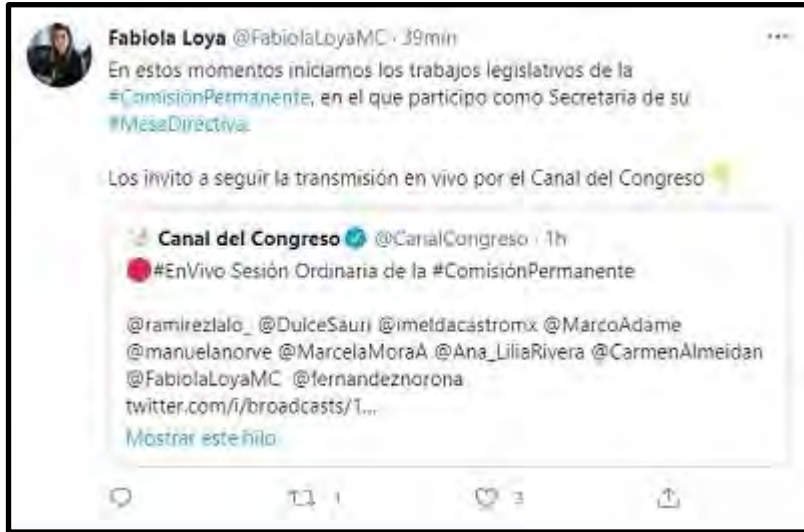 Fabiola Loya @FabiolaLoyaMC · 39min
En estos momentos iniciamos los trabajos legislativos de la
#ComisiónPermanente, en el que participo como Secretaria de su
#MesaDirectiva.
Los invito a seguir la transmisión en vivo por el Canal del Congreso
Canal del Congreso @CanalCongreso · 1h
#EnVivo Sesión Ordinaria de la #ComisiónPermanente
@ramirezlalo_ @DulceSauri @imeldacastromx @MarcoAdame
@manuelanorve @MarcelaMoraA @Ana_LiliaRivera @CarmenAlmeidan
@FabiolaLoyaMC @fernandeznorona
twitter.com/i/broadcasts/1...
Mostrar este hilo
1 3